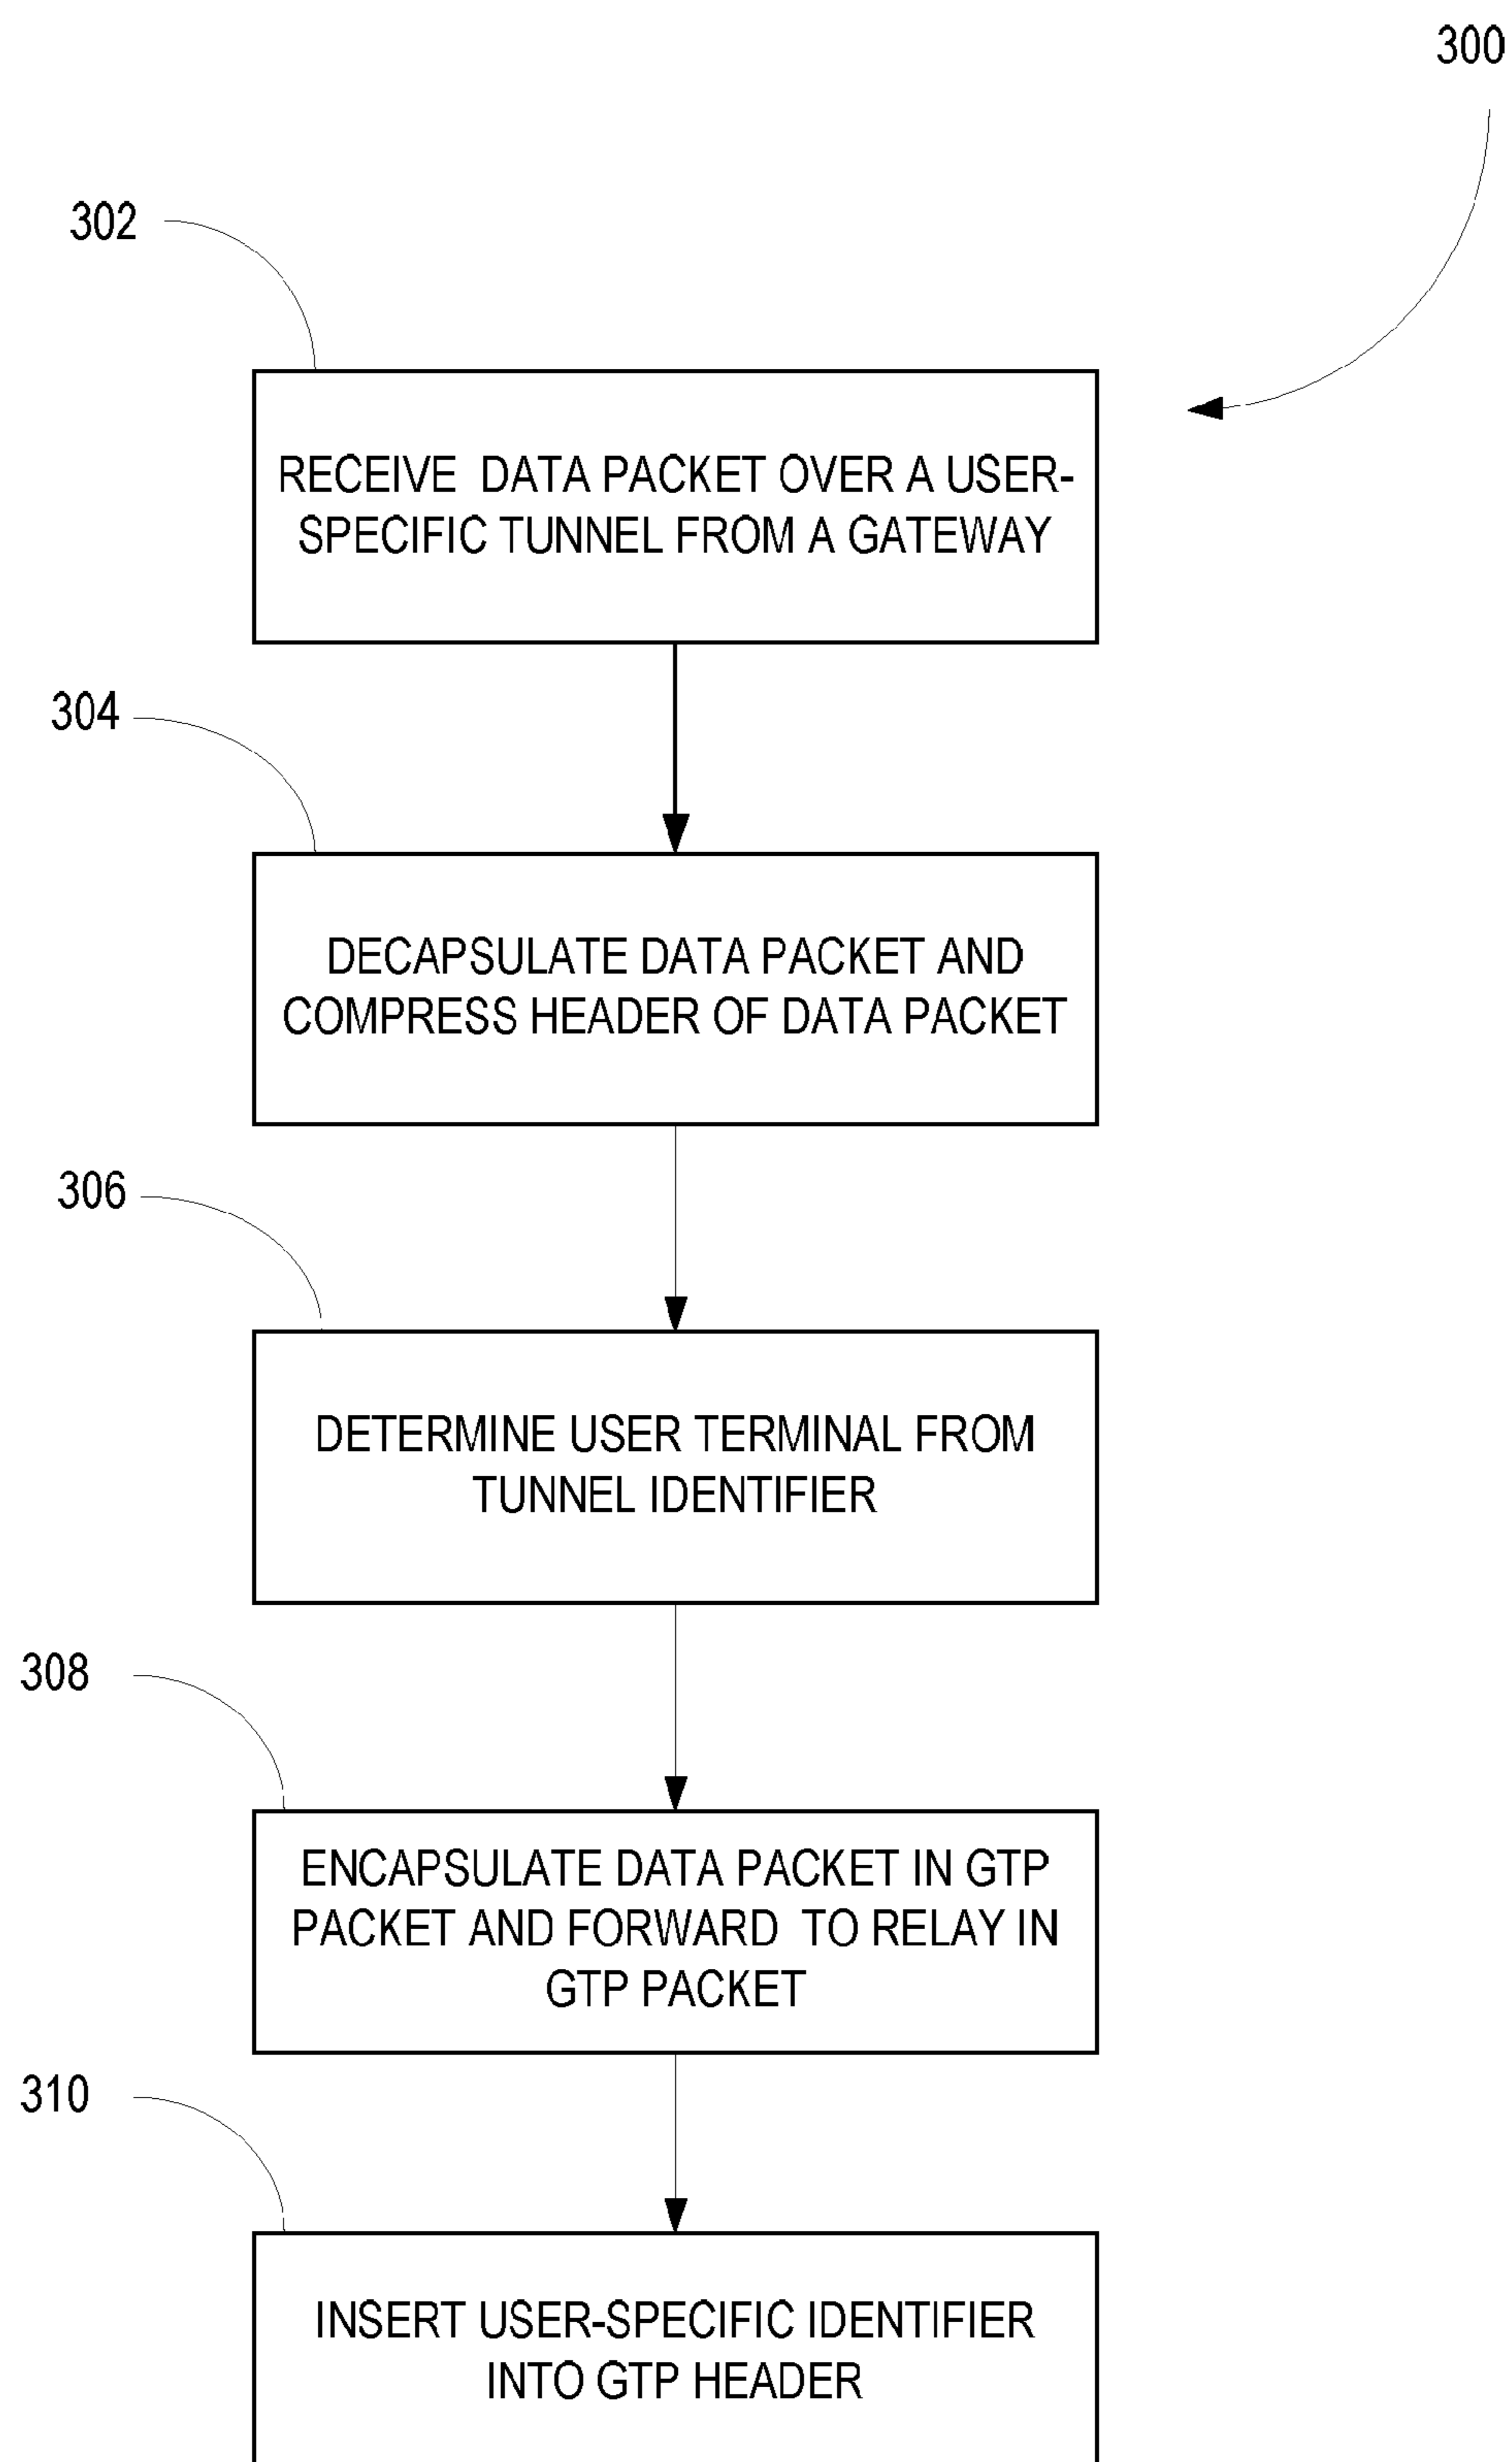 300
302
RECEIVE DATA PACKET OVER A USER-
SPECIFIC TUNNEL FROM A GATEWAY
304
DECAPSULATE DATA PACKET AND
COMPRESS HEADER OF DATA PACKET
306
DETERMINE USER TERMINAL FROM
TUNNEL IDENTIFIER
308
ENCAPSULATE DATA PACKET IN GTP
PACKET AND FORWARD TO RELAY IN
GTP PACKET
310
INSERT USER-SPECIFIC IDENTIFIER
INTO GTP HEADER